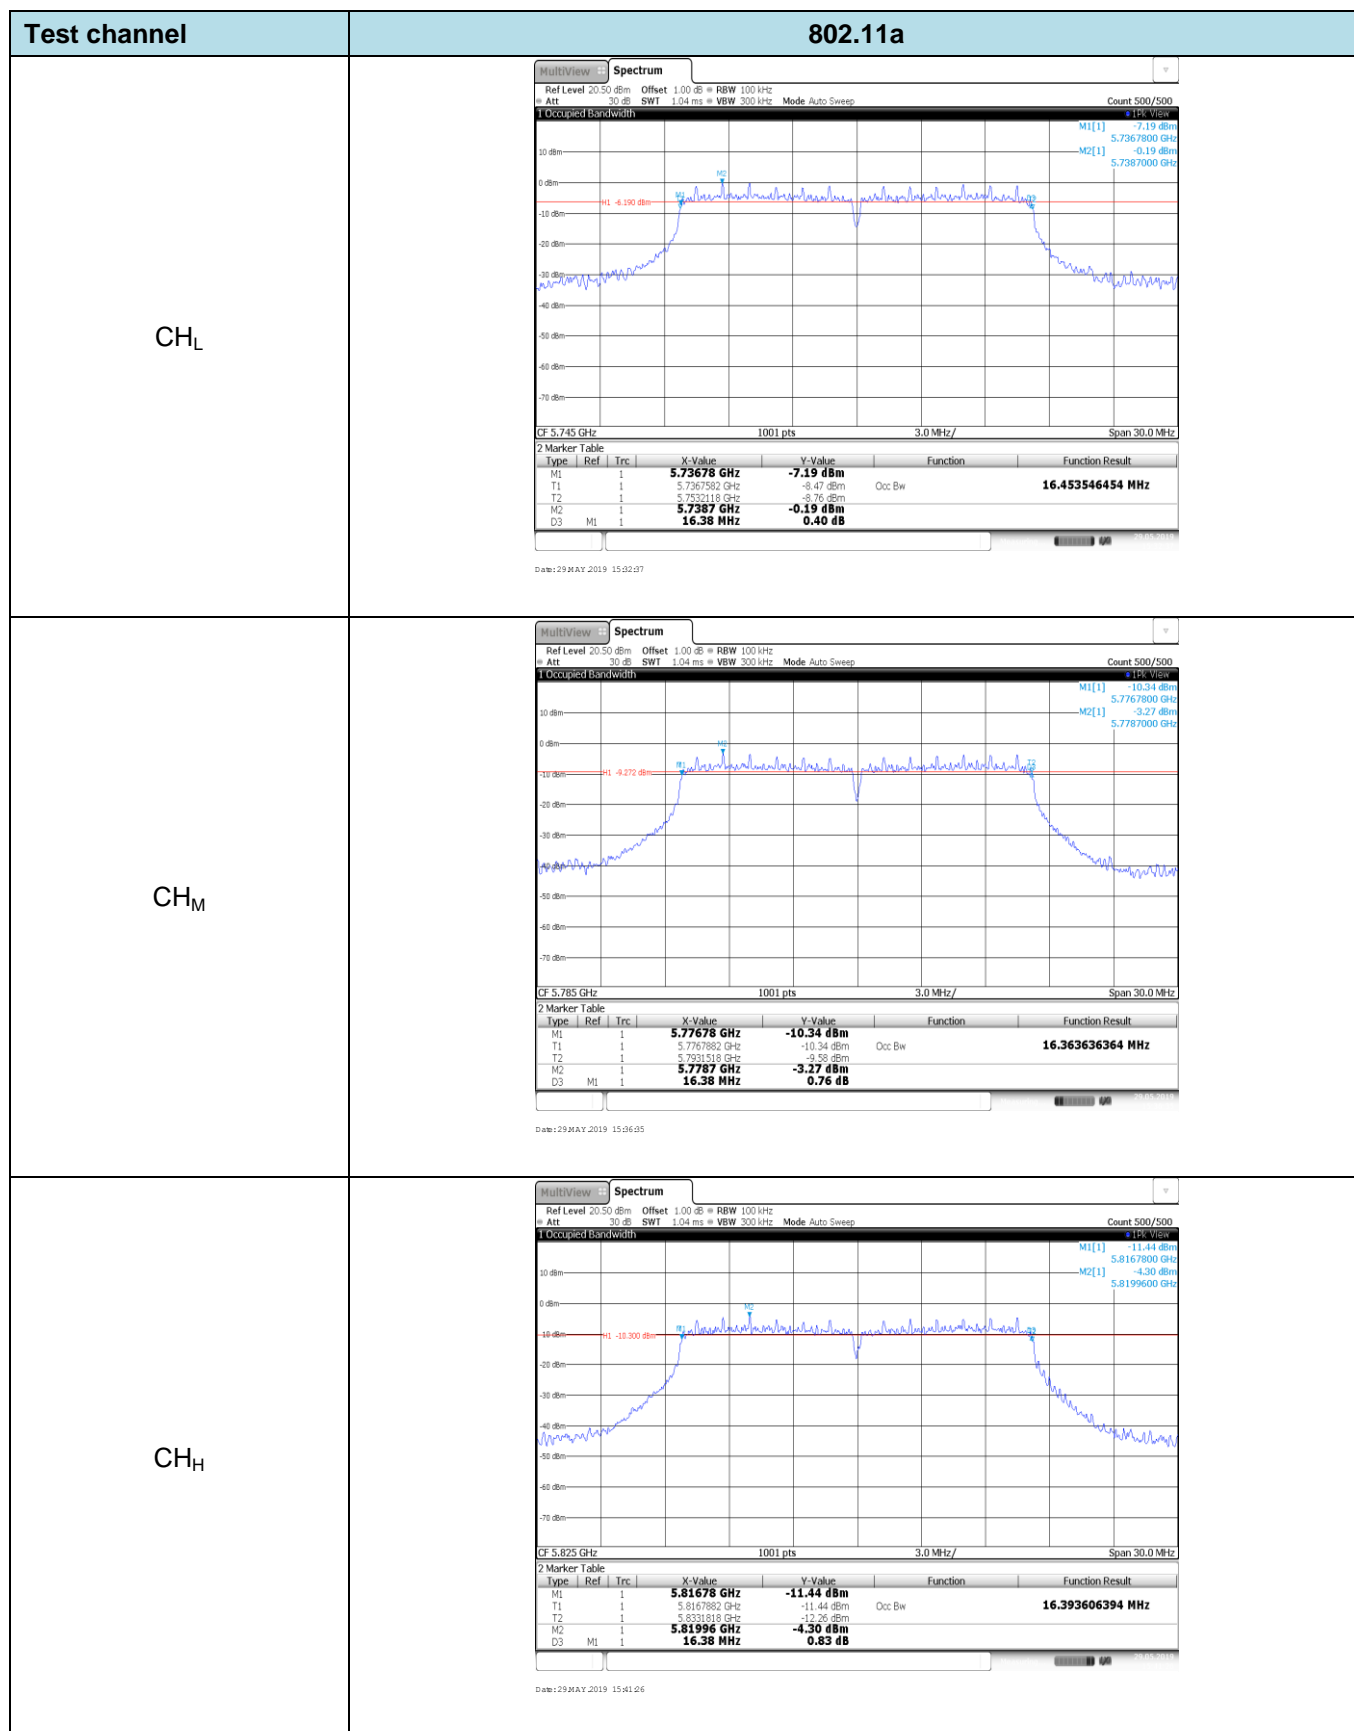 Test channel 802.11a
CHL
MultiView Spectrum
Ref Level 20.50 dBm Offset 1.00 dB RBW 100 kHz
Att 30 dB SWT 1.04 ms VBW 300 kHz Mode Auto Sweep Count 500/500
1 Occupied Bandwidth 1Pk View
M1[1] -7.19 dBm
5.7367800 GHz
10 dBm M2[1] -0.19 dBm
5.7387000 GHz
M2
0 dBm
M1
H1 -6.190 dBm
-10 dBm
-20 dBm
-30 dBm
-40 dBm
-50 dBm
-60 dBm
-70 dBm
CF 5.745 GHz 1001 pts 3.0 MHz/ Span 30.0 MHz
2 Marker Table
Type Ref Trc X-Value Y-Value Function Function Result
M1 1 5.73678 GHz -7.19 dBm
T1 1 5.7367582 GHz -8.47 dBm Occ Bw 16.453546454 MHz
T2 1 5.7532118 GHz -8.76 dBm
M2 1 5.7387 GHz -0.19 dBm
D3 M1 1 16.38 MHz 0.40 dB
Date: 29.MAY.2019 15:32:37
CHM
MultiView Spectrum
Ref Level 20.50 dBm Offset 1.00 dB RBW 100 kHz
Att 30 dB SWT 1.04 ms VBW 300 kHz Mode Auto Sweep Count 500/500
1 Occupied Bandwidth 1Pk View
M1[1] -10.34 dBm
5.7767800 GHz
10 dBm M2[1] -3.27 dBm
5.7787000 GHz
0 dBm M2
H1 -9.272 dBm
-10 dBm
-20 dBm
-30 dBm
-40 dBm
-50 dBm
-60 dBm
-70 dBm
CF 5.785 GHz 1001 pts 3.0 MHz/ Span 30.0 MHz
2 Marker Table
Type Ref Trc X-Value Y-Value Function Function Result
M1 1 5.77678 GHz -10.34 dBm
T1 1 5.7767882 GHz -10.34 dBm Occ Bw 16.363636364 MHz
T2 1 5.7931518 GHz -9.58 dBm
M2 1 5.7787 GHz -3.27 dBm
D3 M1 1 16.38 MHz 0.76 dB
Date: 29.MAY.2019 15:36:35
CHH
MultiView Spectrum
Ref Level 20.50 dBm Offset 1.00 dB RBW 100 kHz
Att 30 dB SWT 1.04 ms VBW 300 kHz Mode Auto Sweep Count 500/500
1 Occupied Bandwidth 1Pk View
M1[1] -11.44 dBm
5.8167800 GHz
10 dBm M2[1] -4.30 dBm
5.8199600 GHz
0 dBm M2
-10 dBm H1 -10.300 dBm
-20 dBm
-30 dBm
-40 dBm
-50 dBm
-60 dBm
-70 dBm
CF 5.825 GHz 1001 pts 3.0 MHz/ Span 30.0 MHz
2 Marker Table
Type Ref Trc X-Value Y-Value Function Function Result
M1 1 5.81678 GHz -11.44 dBm
T1 1 5.8167882 GHz -11.44 dBm Occ Bw 16.393606394 MHz
T2 1 5.8331818 GHz -12.26 dBm
M2 1 5.81996 GHz -4.30 dBm
D3 M1 1 16.38 MHz 0.83 dB
Date: 29.MAY.2019 15:41:26